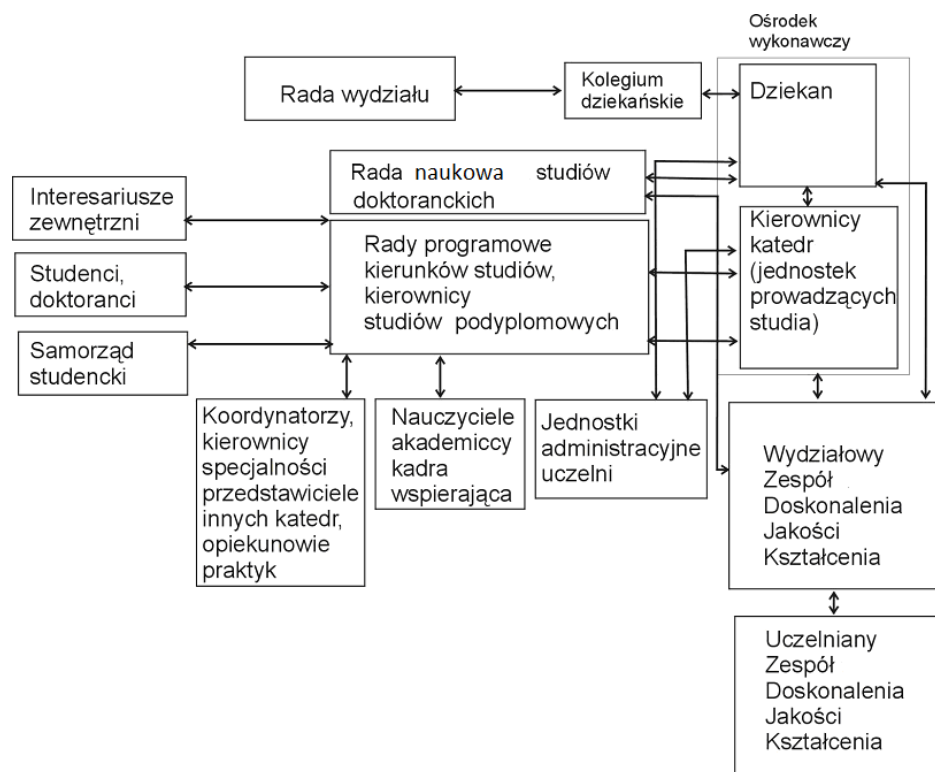 Ośrodek
wykonawczy
Rada wydziału
Kolegium
dziekańskie
Dziekan
Rada naukowa studiów
doktoranckich
Interesariusze
zewnętrzni
Rady programowe
kierunków studiów,
kierownicy
studiów podyplomowych
Kierownicy
katedr
(jednostek
prowadzących
studia)
Studenci,
doktoranci
Samorząd
studencki
Koordynatorzy,
kierownicy
specjalności
przedstawiciele
innych katedr,
opiekunowie
praktyk
Nauczyciele
akademiccy
kadra
wspierająca
Jednostki
administracyjne
uczelni
Wydziałowy
Zespół
Doskonalenia
Jakości
Kształcenia
Uczelniany
Zespół
Doskonalenia
Jakości
Kształcenia